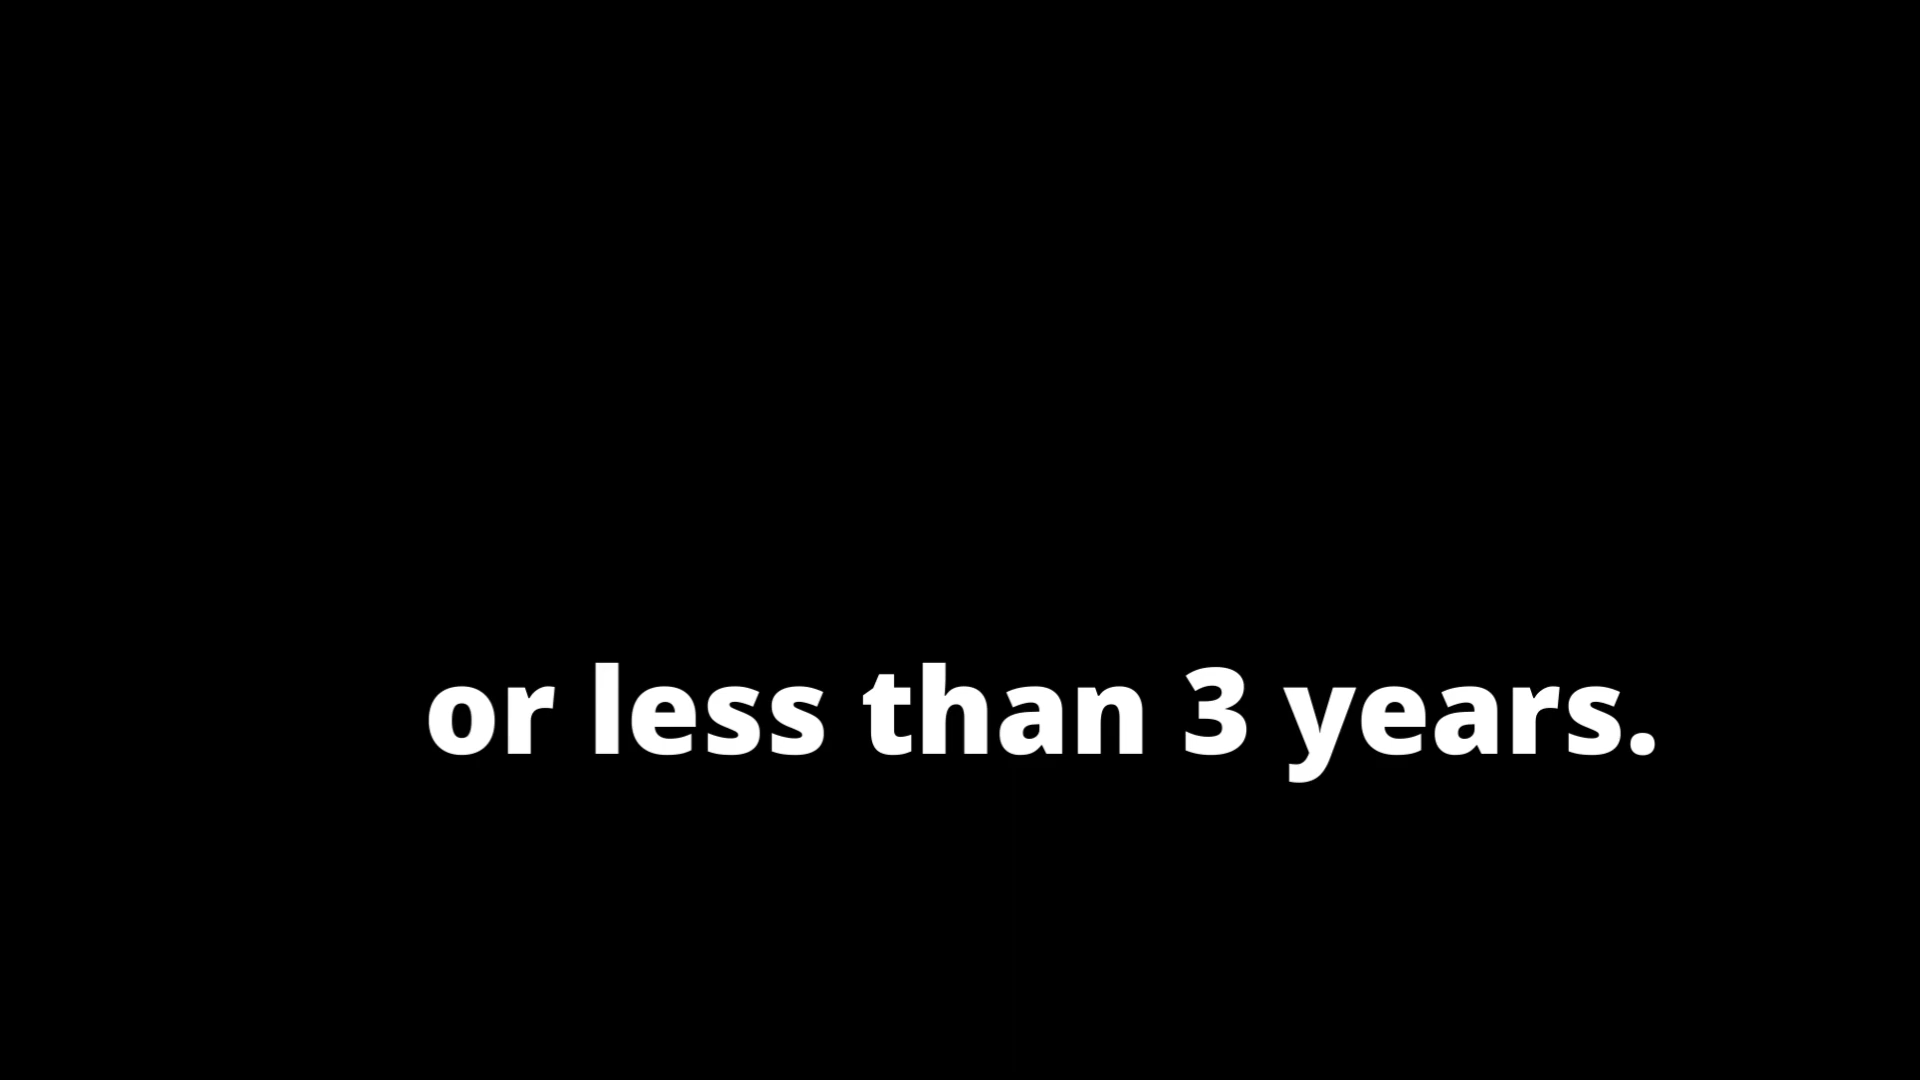 or less than 3 years.